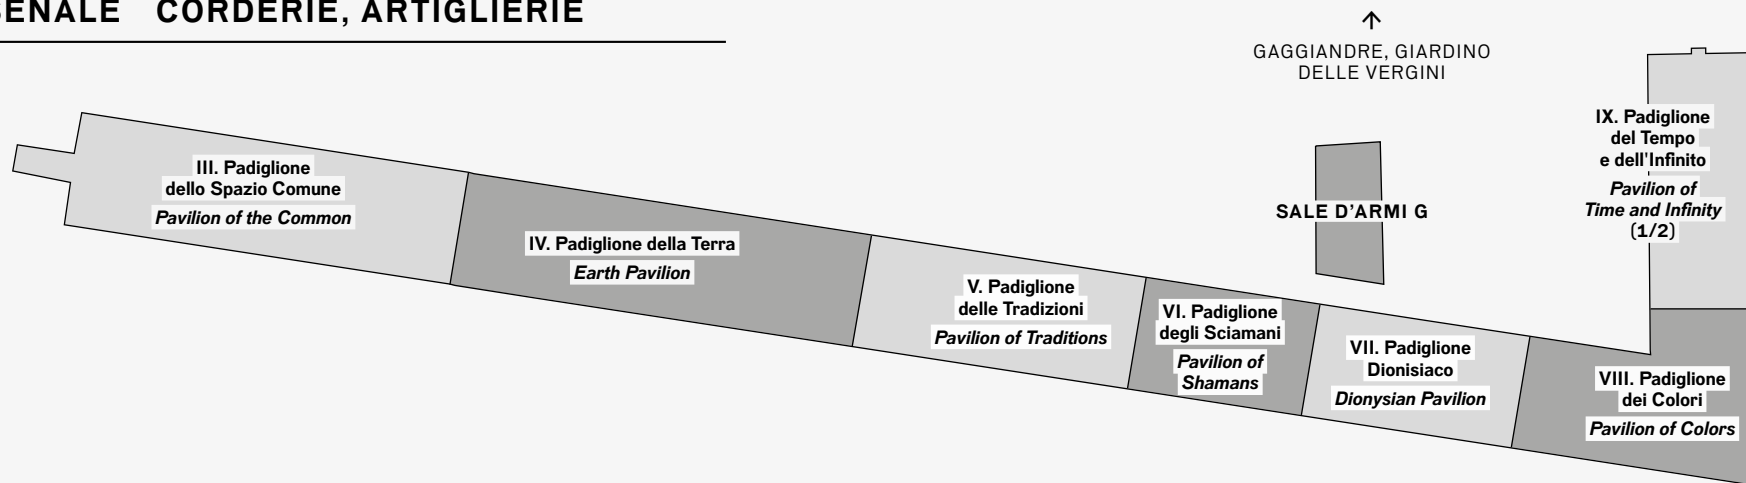 CORDERIE, ARTIGLIERIE
↑
GAGGIANDRE, GIARDINO
DELLE VERGINI
III. Padiglione
dello Spazio Comune
Pavilion of the Common
IV. Padiglione della Terra
Earth Pavilion
V. Padiglione
delle Tradizioni
Pavilion of Traditions
VI. Padiglione
degli Sciamani
Pavilion of
Shamans
SALE D'ARMI G
VII. Padiglione
Dionisiaco
Dionysian Pavilion
VIII. Padiglione
dei Colori
Pavilion of Colors
IX. Padiglione
del Tempo
e dell'Infinito
Pavilion of
Time and Infinity
(1/2)